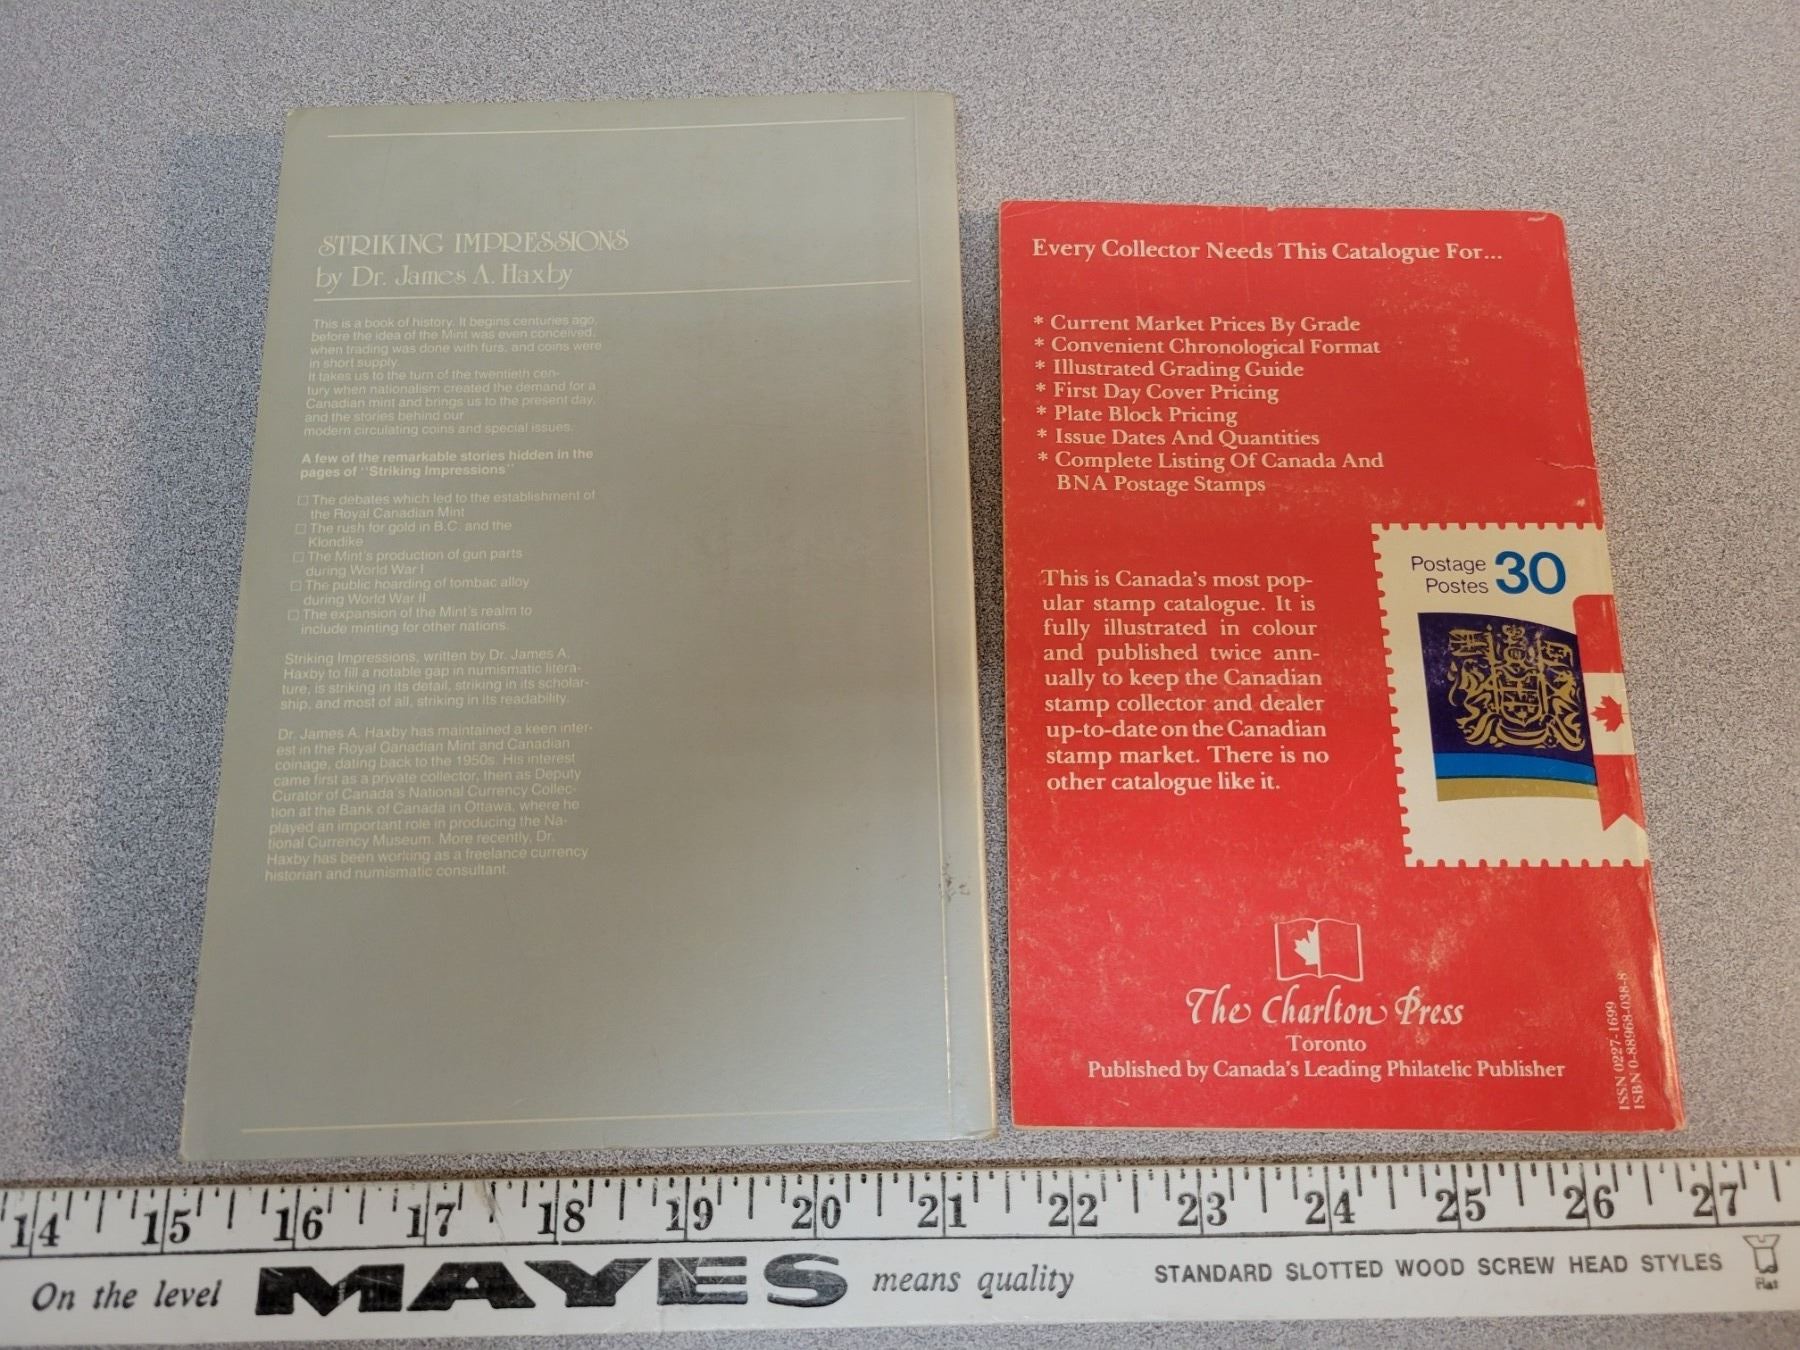 STRIKING IMPRESSIONS
by Dr. James A. Haxby
This is a book of history. It begins centuries ago,
before the idea of the Mint was even conceived,
when trading was done with furs, and coins were
in short supply.
It takes us to the turn of the twentieth cen-
tury when nationalism created the demand for a
Canadian mint and brings us to the present day,
and the stories behind our
modern circulating coins and special issues.
A few of the remarkable stories hidden in the
pages of "Striking Impressions"
□ The debates which led to the establishment of
the Royal Canadian Mint
□ The rush for gold in B.C. and the
Klondike
□ The Mint's production of gun parts
during World War I
□ The public hoarding of tombac alloy
during World War II
□ The expansion of the Mint's realm to
include minting for other nations.
Striking Impressions, written by Dr. James A.
Haxby to fill a notable gap in numismatic litera-
ture, is striking in its detail, striking in its scholar-
ship, and most of all, striking in its readability.
Dr. James A. Haxby has maintained a keen inter-
est in the Royal Canadian Mint and Canadian
coinage, dating back to the 1950s. His interest
came first as a private collector, then as Deputy
Curator of Canada's National Currency Collec-
tion at the Bank of Canada in Ottawa, where he
played an important role in producing the Na-
tional Currency Museum. More recently, Dr.
Haxby has been working as a freelance currency
historian and numismatic consultant.
Every Collector Needs This Catalogue For...
* Current Market Prices By Grade
* Convenient Chronological Format
* Illustrated Grading Guide
* First Day Cover Pricing
* Plate Block Pricing
* Issue Dates And Quantities
* Complete Listing Of Canada And
BNA Postage Stamps
This is Canada's most pop-
ular stamp catalogue. It is
fully illustrated in colour
and published twice ann-
ually to keep the Canadian
stamp collector and dealer
up-to-date on the Canadian
stamp market. There is no
other catalogue like it.
Postage
Postes 30
The Charlton Press
Toronto
Published by Canada's Leading Philatelic Publisher
ISSN 0227-1699
ISBN 0-88968-038-8
14 15 16 17 18 19 20 21 22 23 24 25 26 27
On the level MAYES means quality STANDARD SLOTTED WOOD SCREW HEAD STYLES
Flat